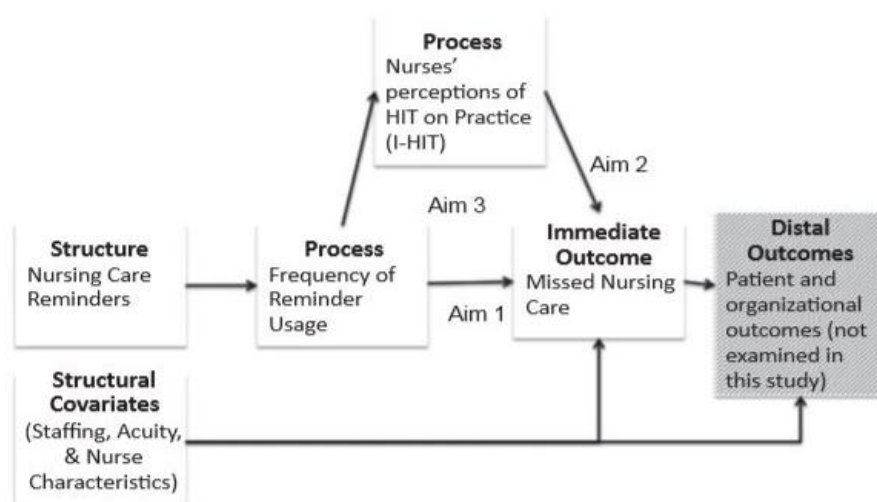 Process
Nurses'
perceptions of
HIT on Practice
(I-HIT)
Aim 2
Aim 3
Structure
Nursing Care
Reminders
Process
Frequency of
Reminder
Usage
Aim 1
Immediate
Outcome
Missed Nursing
Care
Distal
Outcomes
Patient and
organizational
outcomes (not
examined in
this study)
Structural
Covariates
(Staffing, Acuity,
& Nurse
Characteristics)